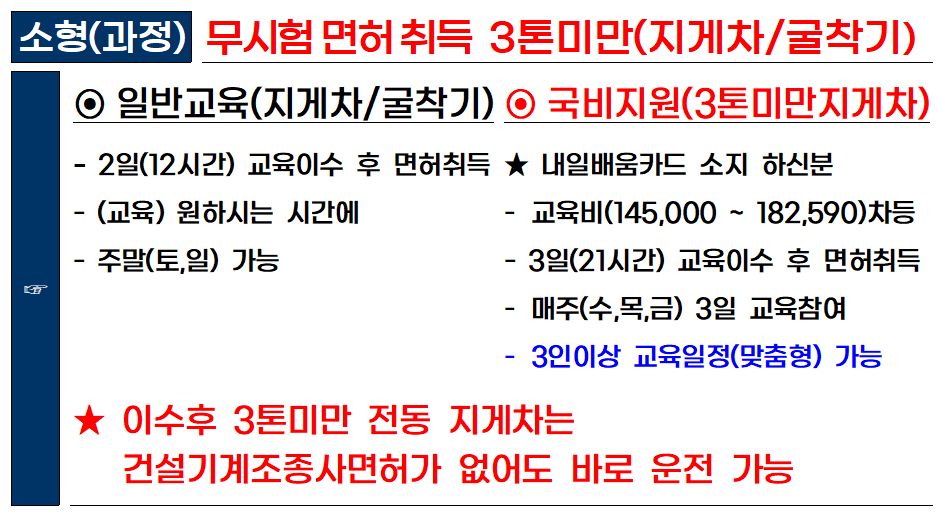 소형(과정) 무시험 면허 취득 3톤미만(지게차/굴착기)
⊙ 일반교육(지게차/굴착기)
- 2일(12시간) 교육이수 후 면허취득
- (교육) 원하시는 시간에
- 주말(토,일) 가능
☞
⊙ 국비지원(3톤미만지게차)
★ 내일배움카드 소지 하신분
- 교육비(145,000 ~ 182,590)차등
- 3일(21시간) 교육이수 후 면허취득
- 매주(수,목,금) 3일 교육참여
- 3인이상 교육일정(맞춤형) 가능
★ 이수후 3톤미만 전동 지게차는
건설기계조종사면허가 없어도 바로 운전 가능